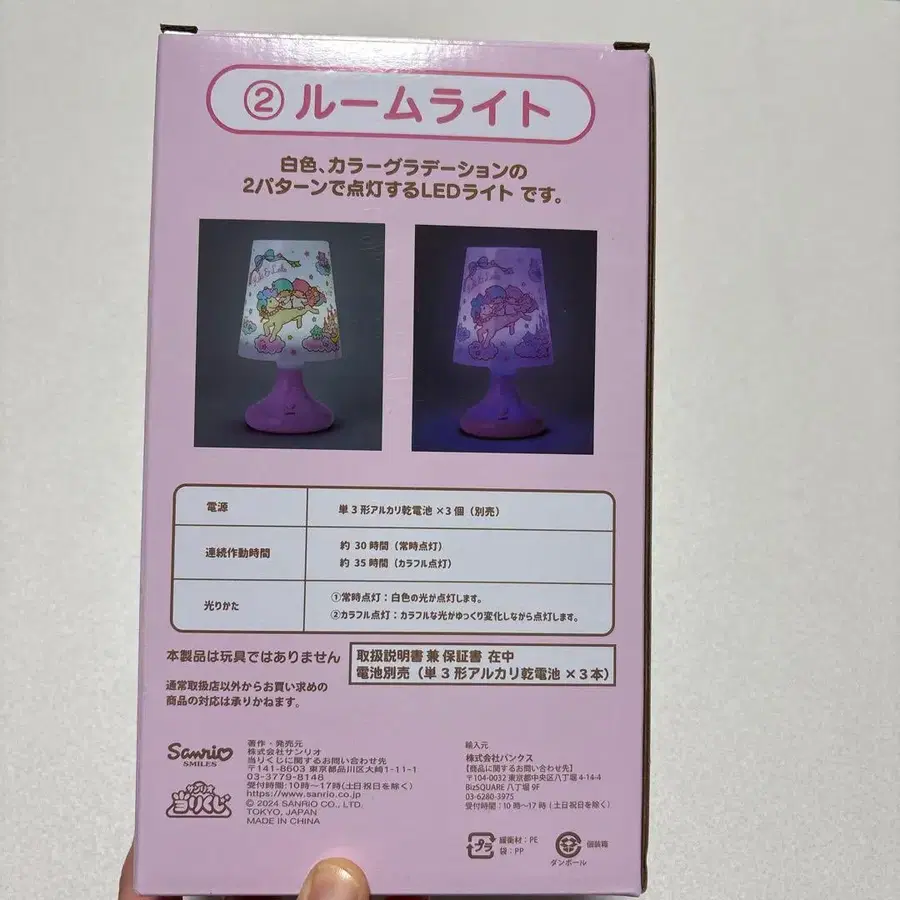 ② ルームライト
白色、カラーグラデーションの
2パターンで点灯するLEDライト です。
電源
単3形アルカリ乾電池 ×3個（別売）
連続作動時間
約 30 時間（常時点灯）
約 35 時間（カラフル点灯）
光りかた
①常時点灯：白色の光が点灯します。
②カラフル点灯：カラフルな光がゆっくり変化しながら点灯します。
本製品は玩具ではありません
取扱説明書 兼 保証書 在中
電池別売（単3形アルカリ乾電池 ×3本）
通常取扱店以外からお買い求めの
商品の対応は承りかねます。
Sanrio
SMILES
サンリオ
当りくじ
著作・発売元
株式会社サンリオ
当りくじに関するお問い合わせ先
〒141-8603 東京都品川区大崎1-11-1
03-3779-8148
受付時間:10時～17時(土日祝日を除く)
https://www.sanrio.co.jp
© 2024 SANRIO CO., LTD.
TOKYO, JAPAN
MADE IN CHINA
輸入元
株式会社バンクス
【商品に関するお問い合わせ】
〒104-0032 東京都中央区八丁堀 4-14-4
BizSQUARE 八丁堀 9F
03-6280-3975
受付時間：10時～17時（土日祝日を除く）
プラ
緩衝材：PE
袋：PP
ダンボール
個装箱